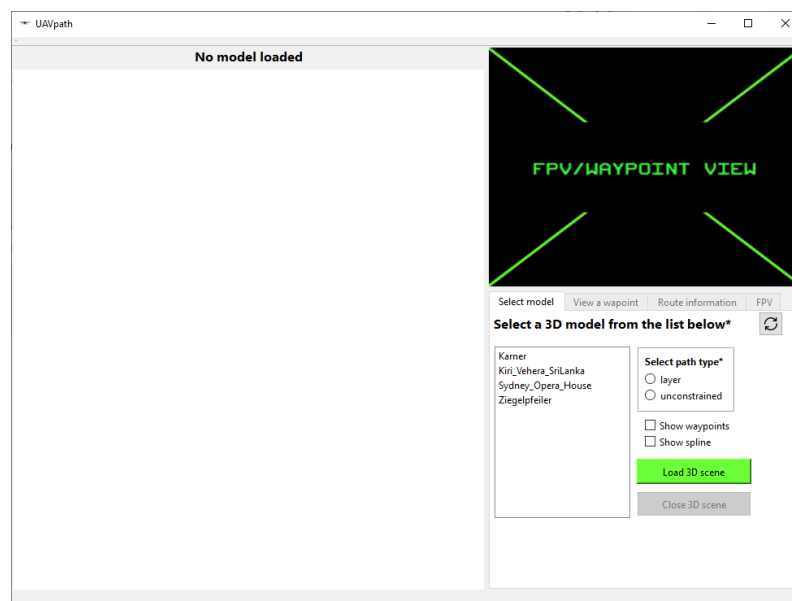 UAVpath
No model loaded
FPV/WAYPOINT VIEW
Select model
View a wapoint
Route information
FPV
Select a 3D model from the list below*
Karner
Kiri_Vehera_SriLanka
Sydney_Opera_House
Ziegelpfeiler
Select path type*
layer
unconstrained
Show waypoints
Show spline
Load 3D scene
Close 3D scene